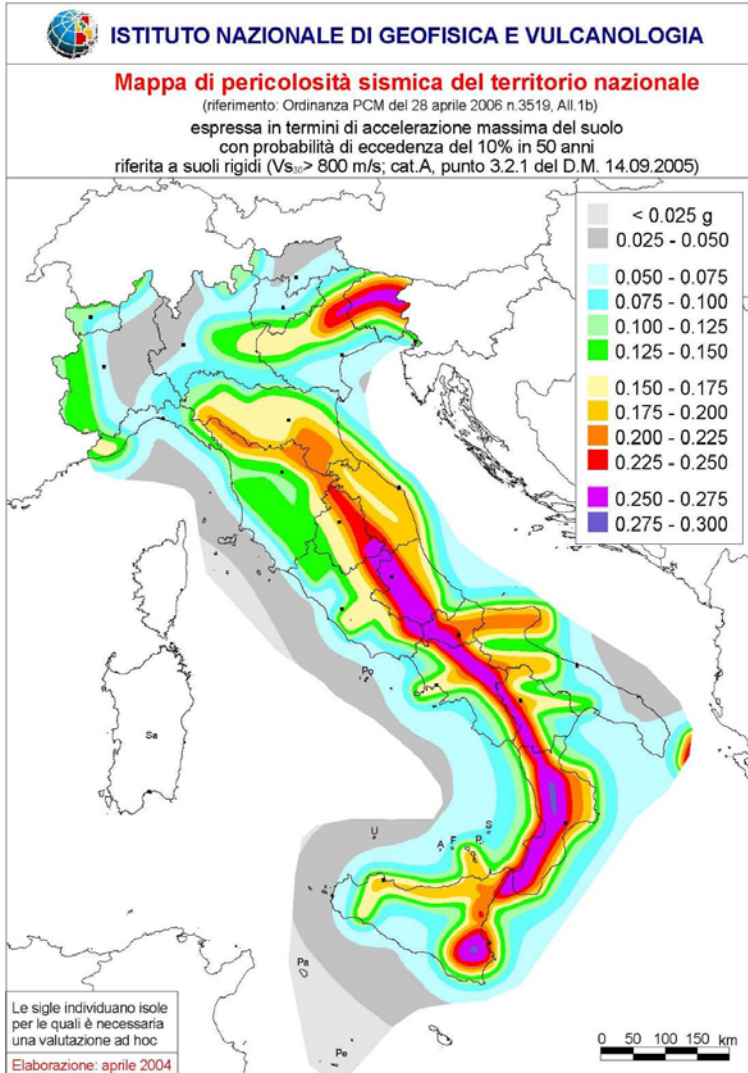 ISTITUTO NAZIONALE DI GEOFISICA E VULCANOLOGIA
Mappa di pericolosità sismica del territorio nazionale
(riferimento: Ordinanza PCM del 28 aprile 2006 n.3519, All.1b)
espressa in termini di accelerazione massima del suolo
con probabilità di eccedenza del 10% in 50 anni
riferita a suoli rigidi (Vs30> 800 m/s; cat.A, punto 3.2.1 del D.M. 14.09.2005)
< 0.025 g
0.025 - 0.050
0.050 - 0.075
0.075 - 0.100
0.100 - 0.125
0.125 - 0.150
0.150 - 0.175
0.175 - 0.200
0.200 - 0.225
0.225 - 0.250
0.250 - 0.275
0.275 - 0.300
Po
Sa
U
A F P S
Pa
Pe
Le sigle individuano isole
per le quali è necessaria
una valutazione ad hoc
Elaborazione: aprile 2004
0 50 100 150 km